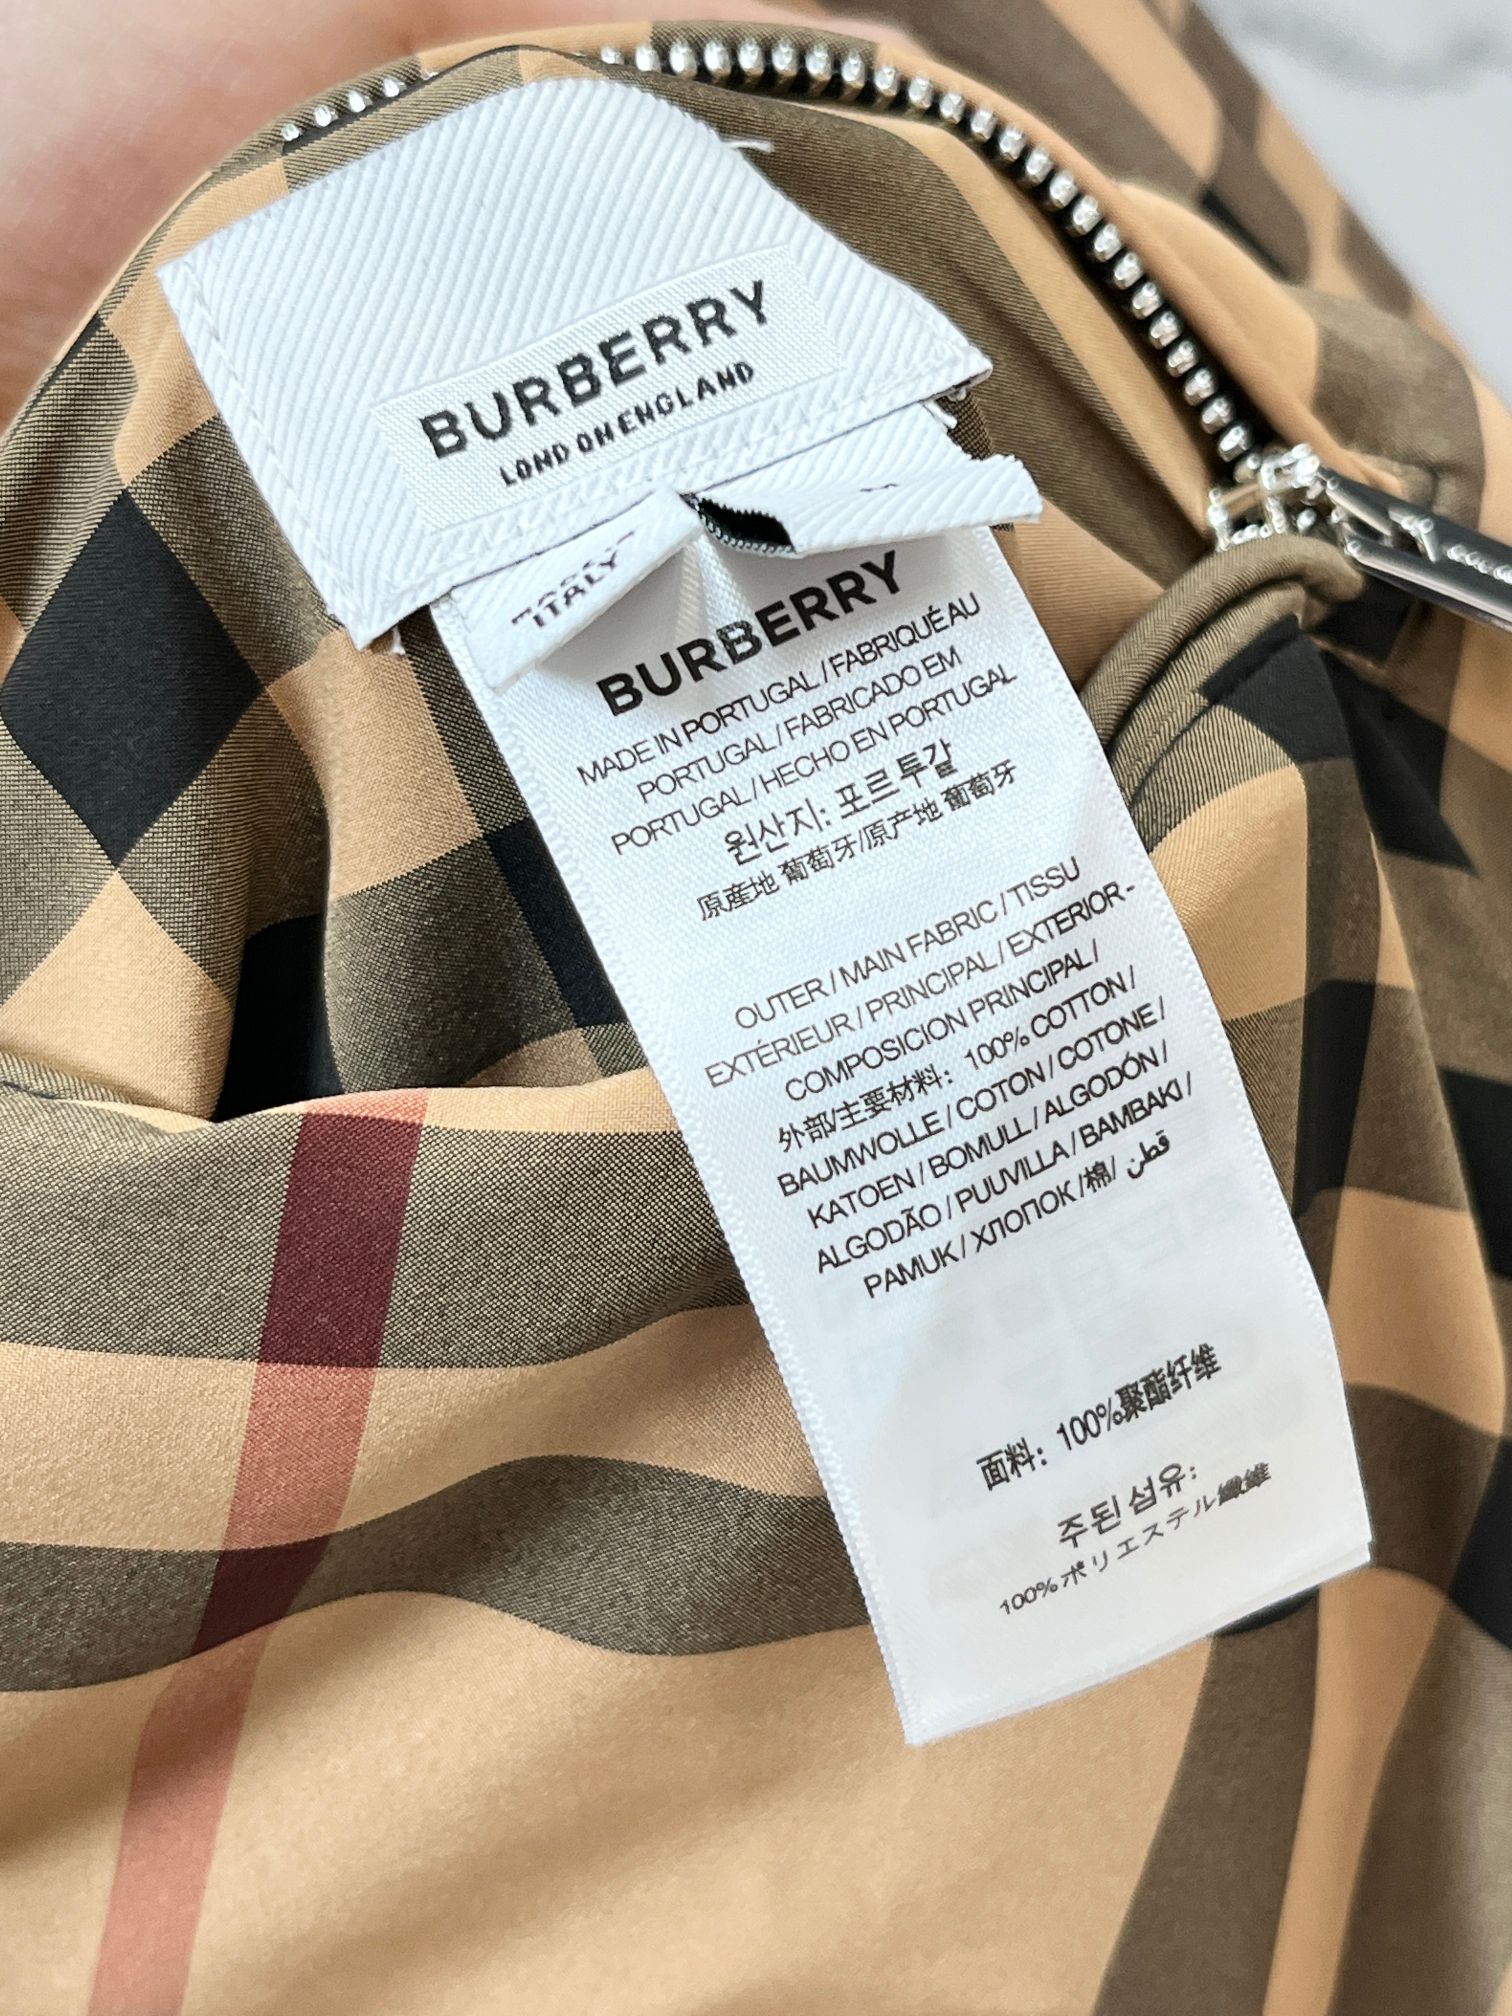 BURBERRY
LONDON ENGLAND
ITALY
BURBERRY
MADE IN PORTUGAL / FABRIQUÉ AU
PORTUGAL / FABRICADO EM
PORTUGAL / HECHO EN PORTUGAL
원산지: 포르투갈
原産地 葡萄牙/原产地 葡萄牙
OUTER / MAIN FABRIC / TISSU
EXTÉRIEUR / PRINCIPAL / EXTERIOR -
COMPOSICION PRINCIPAL /
外部/主要材料: 100% COTTON /
BAUMWOLLE / COTON / COTONE /
KATOEN / BOMULL / ALGODÓN /
ALGODÃO / PUUVILLA / BAMBAKI /
PAMUK / ХЛОПОК /棉/ قطن
面料: 100%聚酯纤维
주된 섬유:
100%ポリエステル繊維